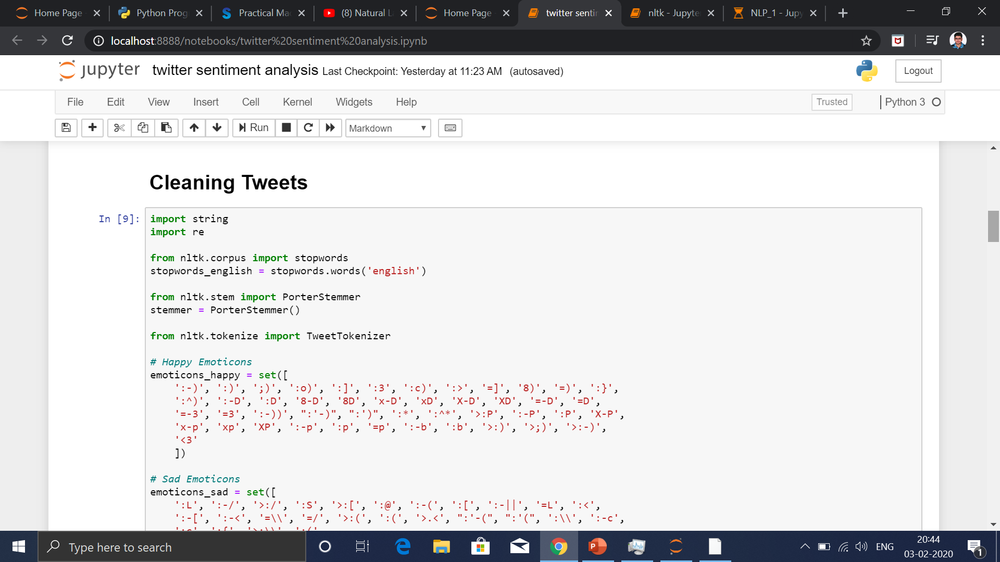 Home Page
Python Prog
Practical Ma
(8) Natural L
Home Page
twitter senti
nltk - Jupyte
NLP_1 - Jupy
localhost:8888/notebooks/twitter%20sentiment%20analysis.ipynb
jupyter twitter sentiment analysis Last Checkpoint: Yesterday at 11:23 AM (autosaved)
Logout
File Edit View Insert Cell Kernel Widgets Help
Trusted
Python 3
Run
Markdown
Cleaning Tweets
In [9]:
import string
import re
from nltk.corpus import stopwords
stopwords_english = stopwords.words('english')
from nltk.stem import PorterStemmer
stemmer = PorterStemmer()
from nltk.tokenize import TweetTokenizer
# Happy Emoticons
emoticons_happy = set([
':-)', ':)', ';)', ':o)', ':]', ':3', ':c)', ':>', '=]', '8)', '=)', ':}',
':^)', ':-D', ':D', '8-D', '8D', 'x-D', 'xD', 'X-D', 'XD', '=-D', '=D',
'=-3', '=3', ':-))', ":'-)", ":')", ':*', ':^*', '>:P', ':-P', ':P', 'X-P',
'x-p', 'xp', 'XP', ':-p', ':p', '=p', ':-b', ':b', '>:)', '>;)', '>:-)',
'<3'
])
# Sad Emoticons
emoticons_sad = set([
':L', ':-/', '>:/', ':S', '>:[', ':@', ':-(', ':[', ':-||', '=L', ':<',
':-[', ':-<', '=\\', '=/', '>:(', ':(', '>.<', ":'-(", ":'(", ':\\', ':-c',
Type here to search
P
ENG
20:44
03-02-2020
1